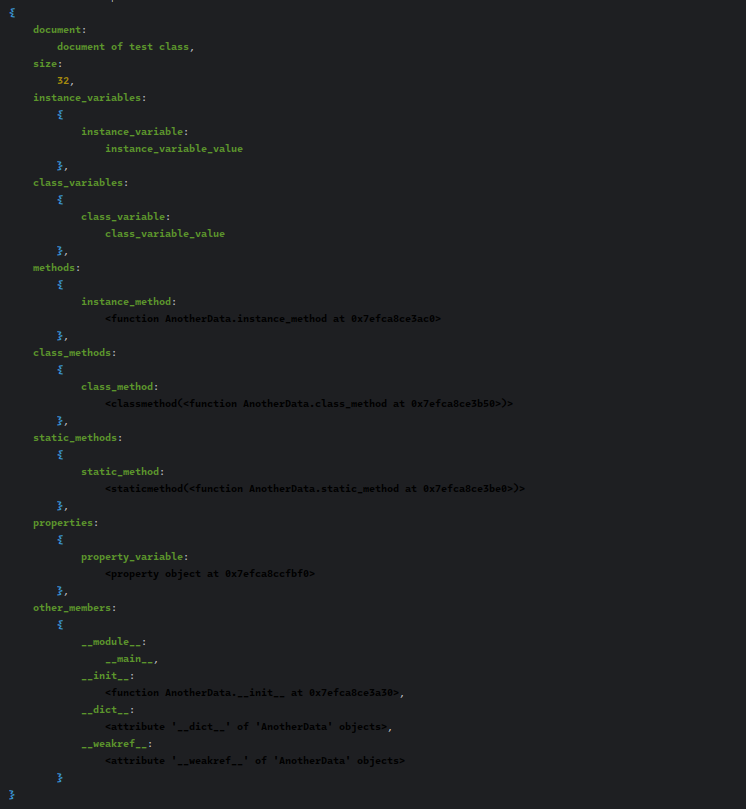 {
    document:
        document of test class,
    size:
        32,
    instance_variables:
        {
            instance_variable:
                instance_variable_value
        },
    class_variables:
        {
            class_variable:
                class_variable_value
        },
    methods:
        {
            instance_method:
                <function AnotherData.instance_method at 0x7efca8ce3ac0>
        },
    class_methods:
        {
            class_method:
                <classmethod(<function AnotherData.class_method at 0x7efca8ce3b50>)>
        },
    static_methods:
        {
            static_method:
                <staticmethod(<function AnotherData.static_method at 0x7efca8ce3be0>)>
        },
    properties:
        {
            property_variable:
                <property object at 0x7efca8ccfbf0>
        },
    other_members:
        {
            __module__:
                __main__,
            __init__:
                <function AnotherData.__init__ at 0x7efca8ce3a30>,
            __dict__:
                <attribute '__dict__' of 'AnotherData' objects>,
            __weakref__:
                <attribute '__weakref__' of 'AnotherData' objects>
        }
}